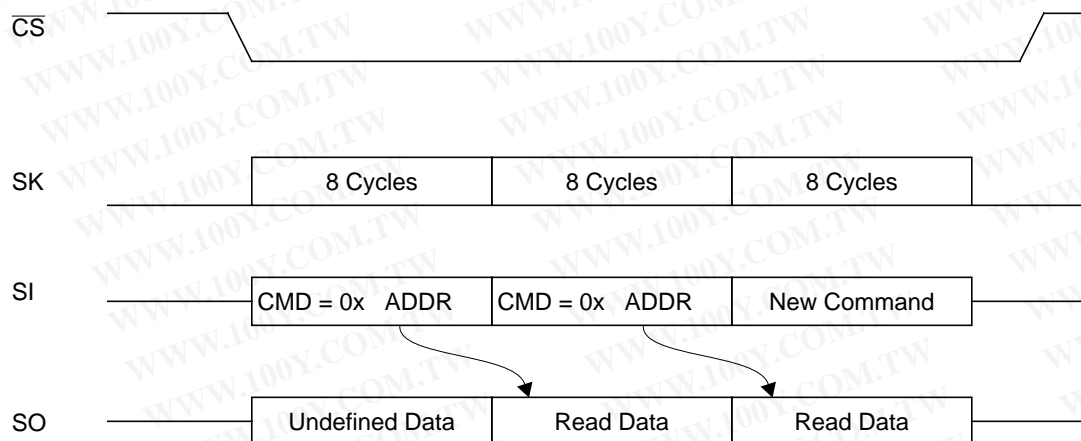 CS
SK 8 Cycles 8 Cycles 8 Cycles
SI CMD = 0x ADDR CMD = 0x ADDR New Command
SO Undefined Data Read Data Read Data
WWW.100Y.COM.TW